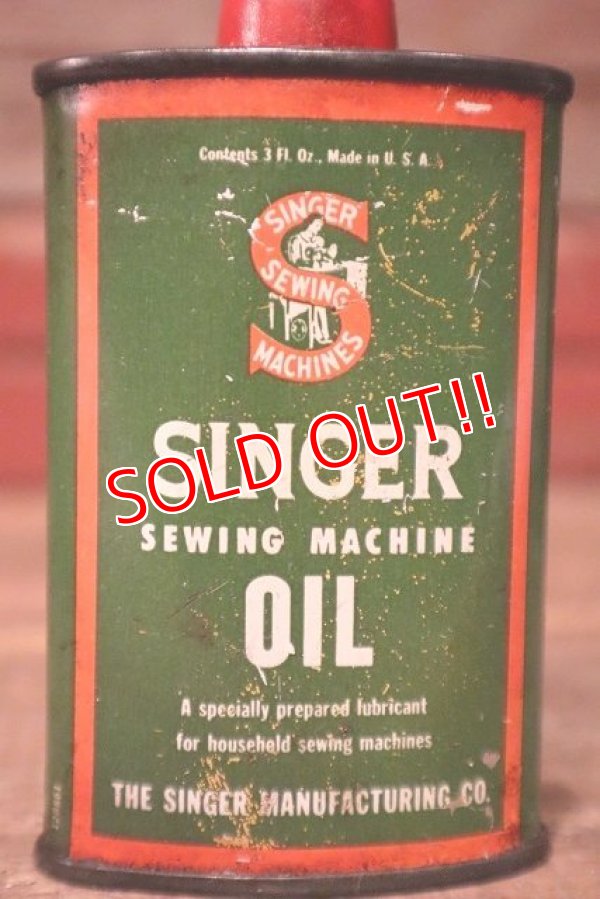 Contents 3 Fl. Oz., Made in U. S. A.
SINGER
SEWING
MACHINES
SOLD OUT!!
SINGER
SEWING MACHINE
OIL
A specially prepared lubricant
for household sewing machines
THE SINGER MANUFACTURING CO.